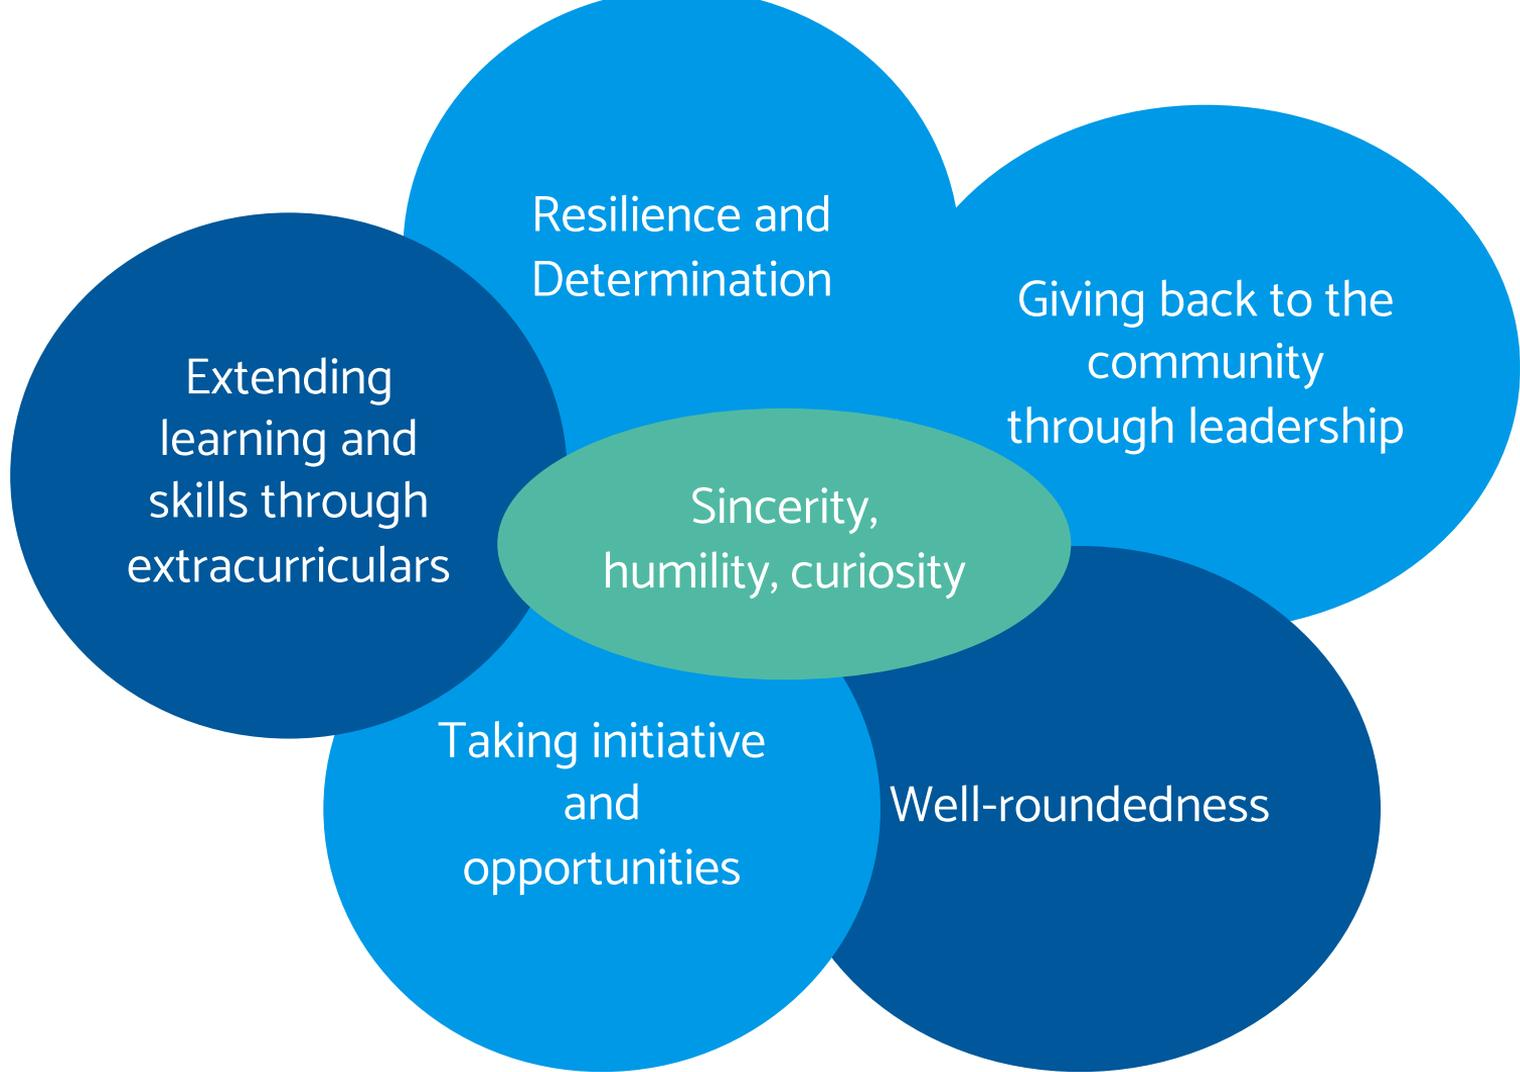 Resilience and
Determination
Giving back to the
community
through leadership
Extending
learning and
skills through
extracurriculars
Sincerity,
humility, curiosity
Taking initiative
and
opportunities
Well-roundedness